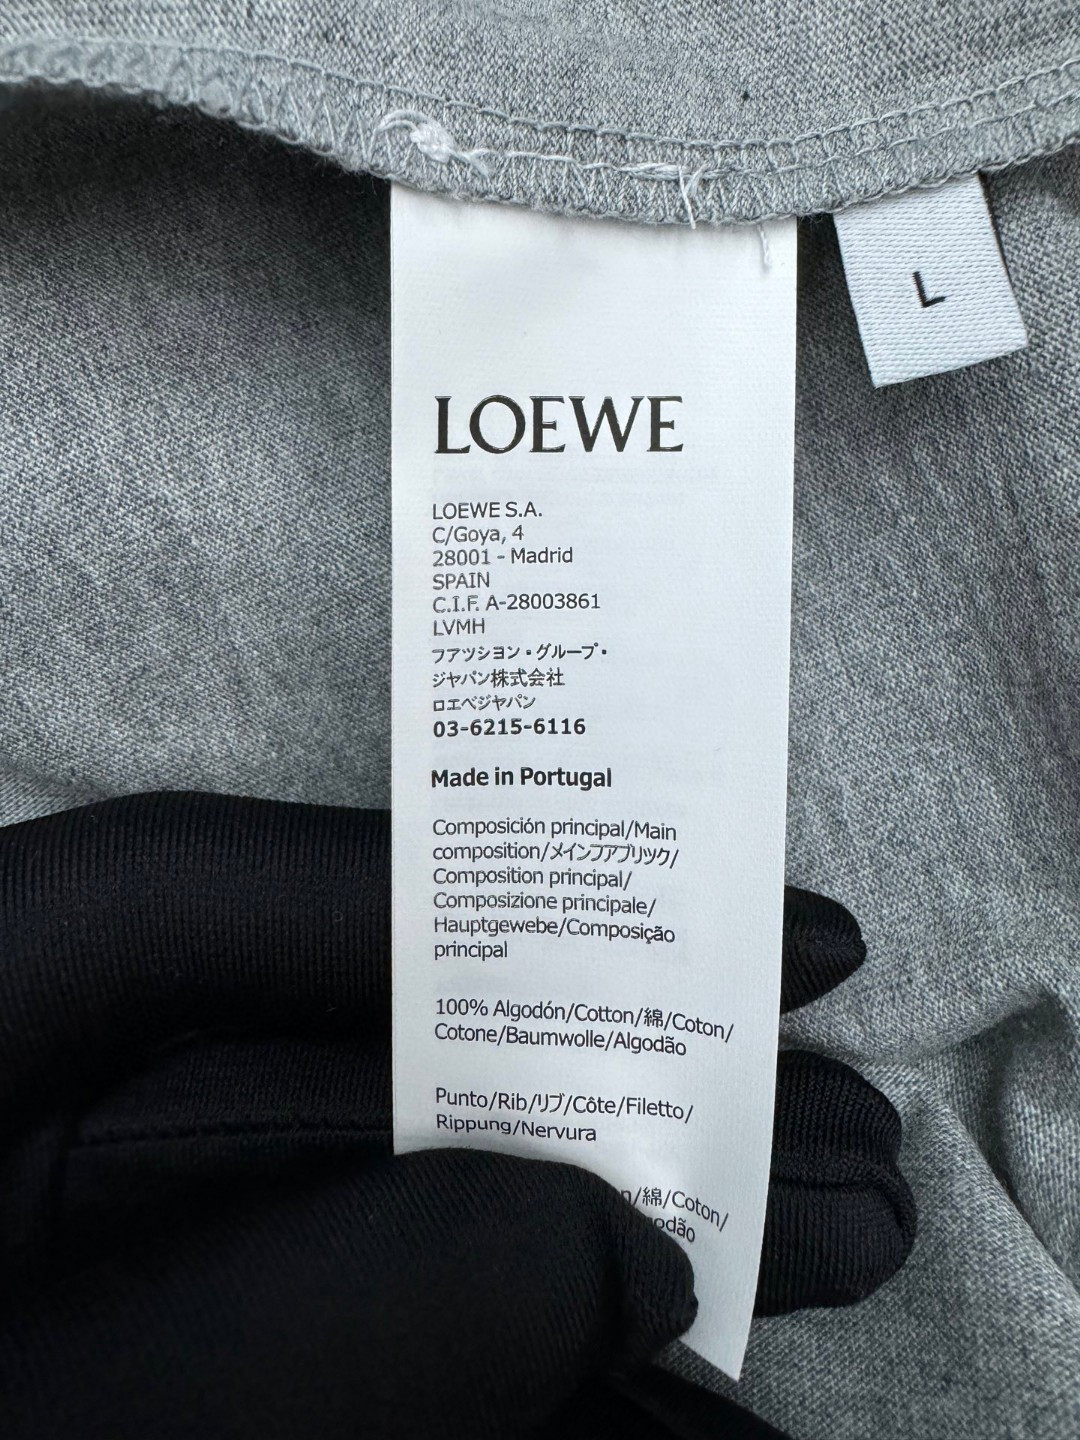 L
LOEWE
LOEWE S.A.
C/Goya, 4
28001 - Madrid
SPAIN
C.I.F. A-28003861
LVMH
ファッション・グループ・
ジャパン株式会社
ロエベジャパン
03-6215-6116
Made in Portugal
Composición principal/Main
composition/メインファブリック/
Composition principal/
Composizione principale/
Hauptgewebe/Composição
principal
100% Algodón/Cotton/綿/Coton/
Cotone/Baumwolle/Algodão
Punto/Rib/リブ/Côte/Filetto/
Rippung/Nervura
/綿/Coton/